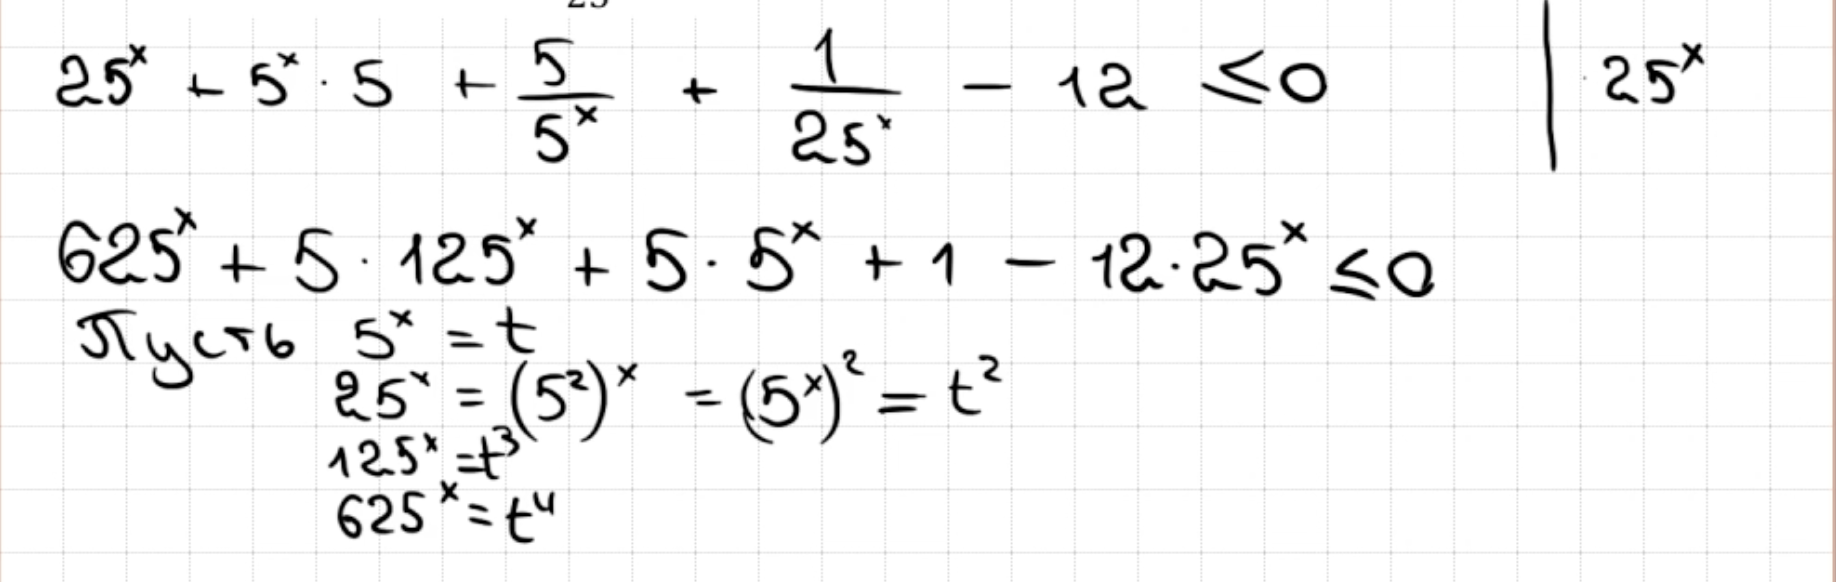 25^x + 5^x · 5 + 5/5^x + 1/25^x - 12 ≤ 0 | · 25^x
625^x + 5 · 125^x + 5 · 5^x + 1 - 12 · 25^x ≤ 0
Пусть 5^x = t
25^x = (5^2)^x = (5^x)^2 = t^2
125^x = t^3
625^x = t^4